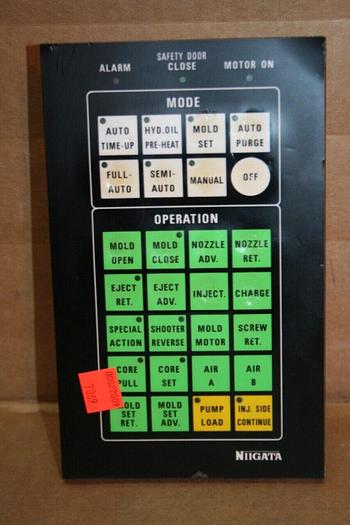 ALARM
SAFETY DOOR
CLOSE
MOTOR ON
MODE
AUTO
TIME-UP
HYD.OIL
PRE-HEAT
MOLD
SET
AUTO
PURGE
FULL-
AUTO
SEMI-
AUTO
MANUAL
OFF
OPERATION
MOLD
OPEN
MOLD
CLOSE
NOZZLE
ADV.
NOZZLE
RET.
EJECT
RET.
EJECT
ADV.
INJECT.
CHARGE
SPECIAL
ACTION
SHOOTER
REVERSE
MOLD
MOTOR
SCREW
RET.
CORE
PULL
CORE
SET
AIR
A
AIR
B
MOLD
SET
RET.
MOLD
SET
ADV.
PUMP
LOAD
INJ. SIDE
CONTINUE
NIIGATA